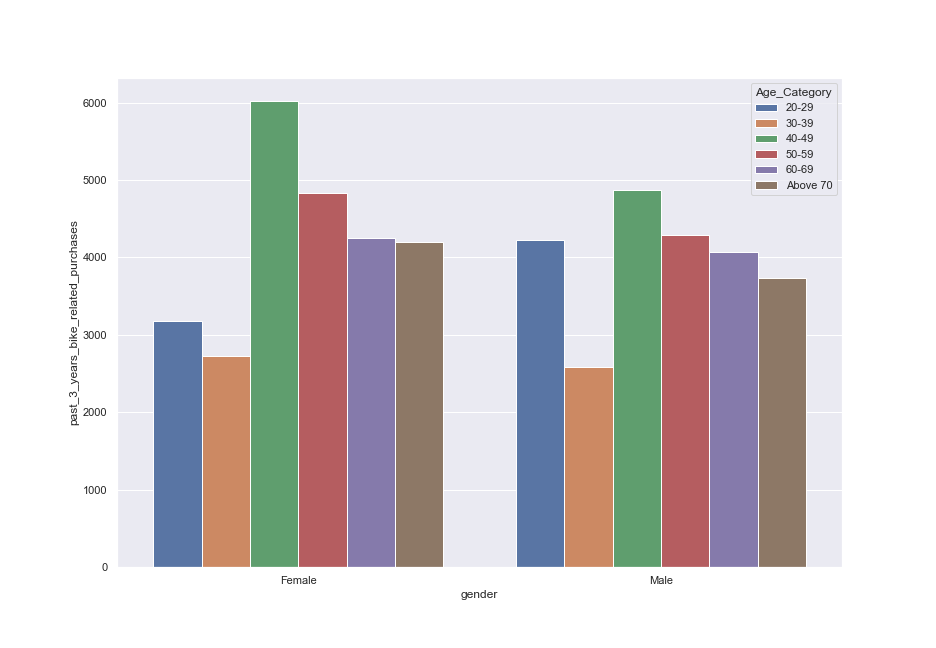 Age_Category
20-29
30-39
40-49
50-59
60-69
Above 70
past_3_years_bike_related_purchases
6000
5000
4000
3000
2000
1000
0
Female
Male
gender